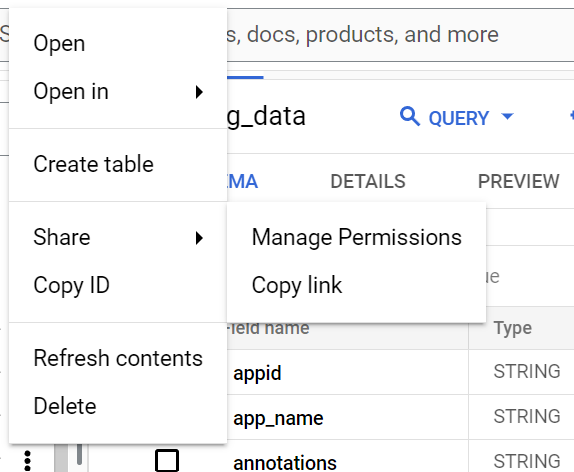 Open
s, docs, products, and more
Open in
g_data
QUERY
Create table
MA
DETAILS
PREVIEW
Share
Manage Permissions
Copy ID
Copy link
ue
Field name
Type
Refresh contents
appid
STRING
Delete
app_name
STRING
annotations
STRING